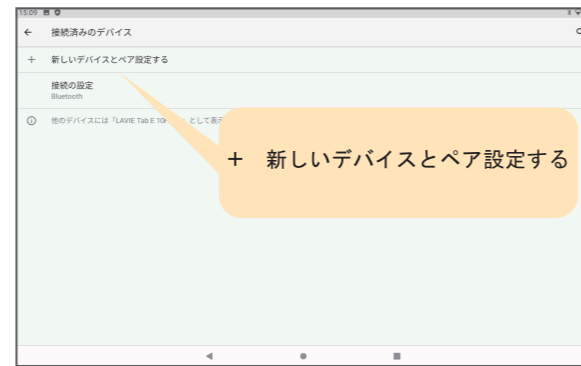 15:09
接続済みのデバイス
+ 新しいデバイスとペア設定する
接続の設定
Bluetooth
他のデバイスには「LAVIE Tab E 10 として表示
+ 新しいデバイスとペア設定する